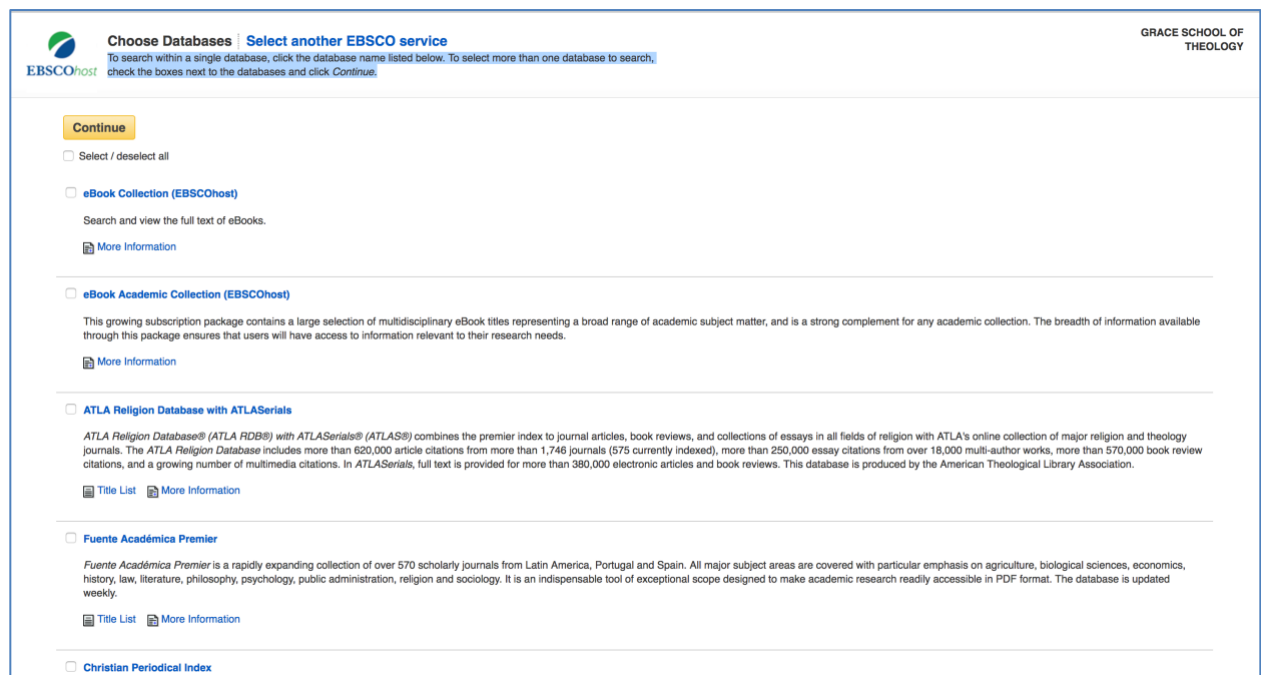 Choose Databases Select another EBSCO service
GRACE SCHOOL OF
THEOLOGY
To search within a single database, click the database name listed below. To select more than one database to search,
EBSCOhost check the boxes next to the databases and click Continue.
Continue
Select / deselect all
eBook Collection (EBSCOhost)
Search and view the full text of eBooks.
More Information
eBook Academic Collection (EBSCOhost)
This growing subscription package contains a large selection of multidisciplinary eBook titles representing a broad range of academic subject matter, and is a strong complement for any academic collection. The breadth of information available
through this package ensures that users will have access to information relevant to their research needs.
More Information
ATLA Religion Database with ATLASerials
ATLA Religion Database® (ATLA RDB®) with ATLASerials® (ATLAS®) combines the premier index to journal articles, book reviews, and collections of essays in all fields of religion with ATLA's online collection of major religion and theology
journals. The ATLA Religion Database includes more than 620,000 article citations from more than 1,746 journals (575 currently indexed), more than 250,000 essay citations from over 18,000 multi-author works, more than 570,000 book review
citations, and a growing number of multimedia citations. In ATLASerials, full text is provided for more than 380,000 electronic articles and book reviews. This database is produced by the American Theological Library Association.
Title List More Information
Fuente Académica Premier
Fuente Académica Premier is a rapidly expanding collection of over 570 scholarly journals from Latin America, Portugal and Spain. All major subject areas are covered with particular emphasis on agriculture, biological sciences, economics,
history, law, literature, philosophy, psychology, public administration, religion and sociology. It is an indispensable tool of exceptional scope designed to make academic research readily accessible in PDF format. The database is updated
weekly.
Title List More Information
Christian Periodical Index